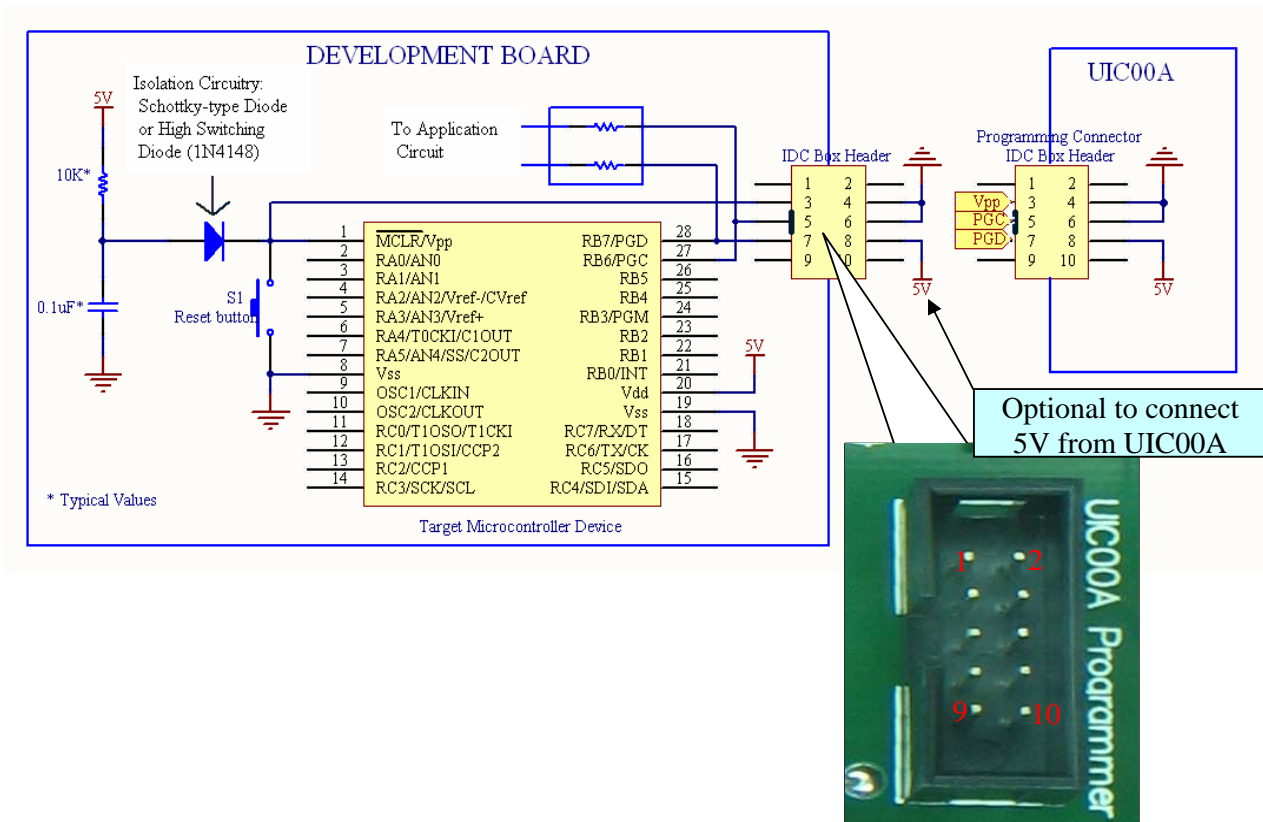 DEVELOPMENT BOARD
UIC00A
Isolation Circuitry:
Schottky-type Diode
or High Switching
Diode (1N4148)
5V
10K*
0.1uF*
* Typical Values
S1
Reset button
To Application
Circuit
IDC Box Header
1 2
3 4
5 6
7 8
9 10
5V
Programming Connector
IDC Box Header
Vpp
PGC
PGD
1 2
3 4
5 6
7 8
9 10
5V
1 MCLR/Vpp RB7/PGD 28
2 RA0/AN0 RB6/PGC 27
3 RA1/AN1 RB5 26
4 RA2/AN2/Vref-/CVref RB4 25
5 RA3/AN3/Vref+ RB3/PGM 24
6 RA4/T0CKI/C1OUT RB2 23
7 RA5/AN4/SS/C2OUT RB1 22
8 Vss RB0/INT 21
9 OSC1/CLKIN Vdd 20
10 OSC2/CLKOUT Vss 19
11 RC0/T1OSO/T1CKI RC7/RX/DT 18
12 RC1/T1OSI/CCP2 RC6/TX/CK 17
13 RC2/CCP1 RC5/SDO 16
14 RC3/SCK/SCL RC4/SDI/SDA 15
5V
Target Microcontroller Device
Optional to connect
5V from UIC00A
1 2
9 10
UIC00A Programmer